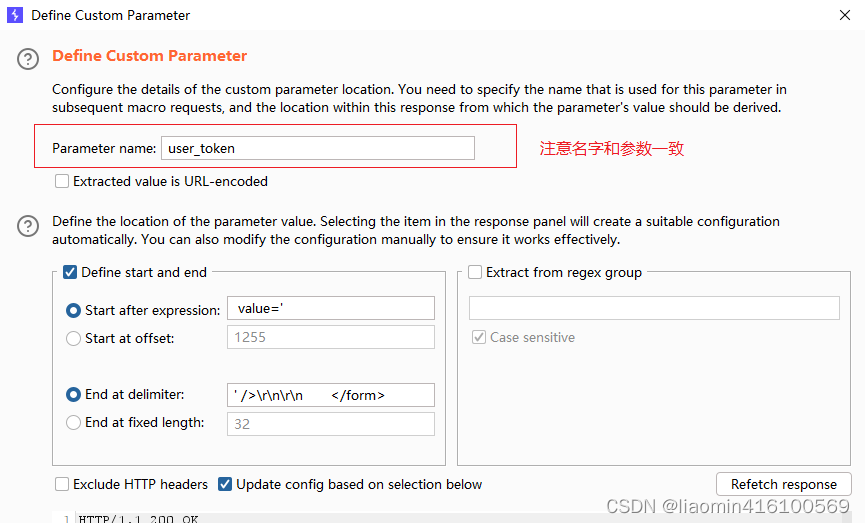 Define Custom Parameter
Define Custom Parameter
Configure the details of the custom parameter location. You need to specify the name that is used for this parameter in
subsequent macro requests, and the location within this response from which the parameter's value should be derived.
Parameter name: user_token
注意名字和参数一致
Extracted value is URL-encoded
Define the location of the parameter value. Selecting the item in the response panel will create a suitable configuration
automatically. You can also modify the configuration manually to ensure it works effectively.
Define start and end
Start after expression: value='
Start at offset: 1255
End at delimiter: ' />\r\n\r\n        </form>
End at fixed length: 32
Extract from regex group
Case sensitive
Exclude HTTP headers
Update config based on selection below
Refetch response
1 HTTP/1.1 200 OK
CSDN @liaomin416100569